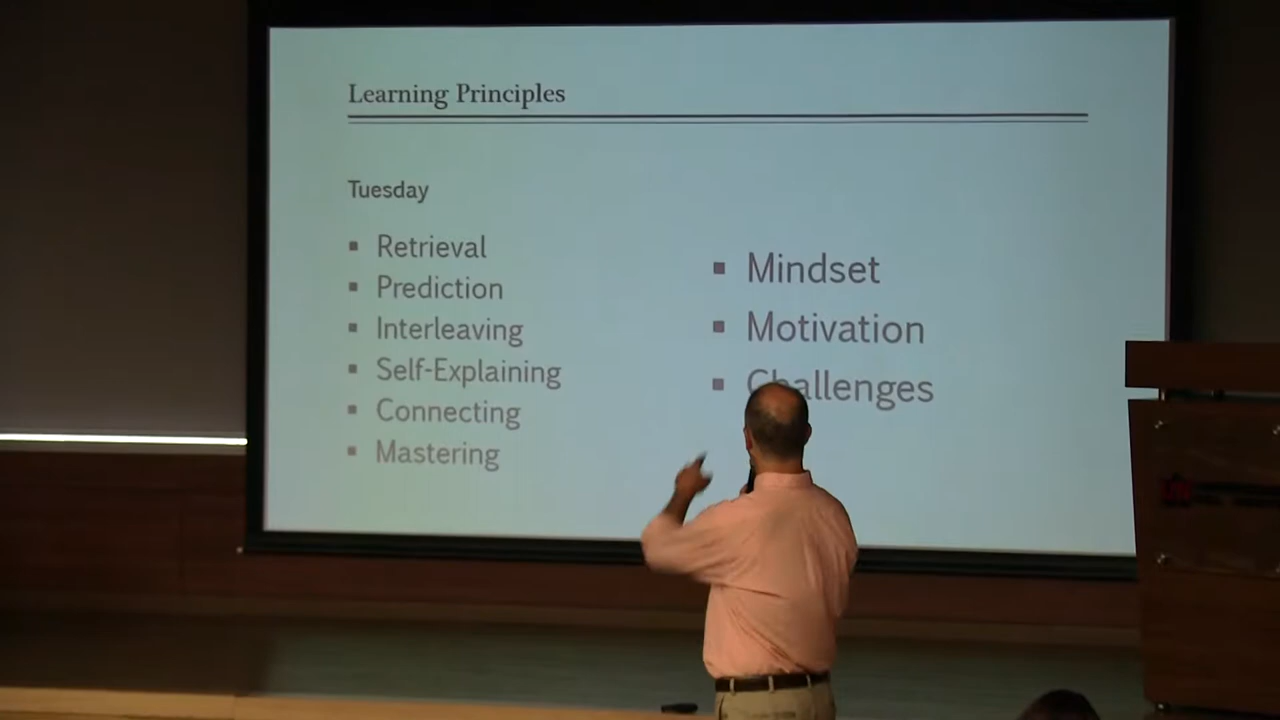 Learning Principles
Tuesday
▪ Retrieval
▪ Prediction
▪ Interleaving
▪ Self-Explaining
▪ Connecting
▪ Mastering
▪ Mindset
▪ Motivation
▪ Challenges